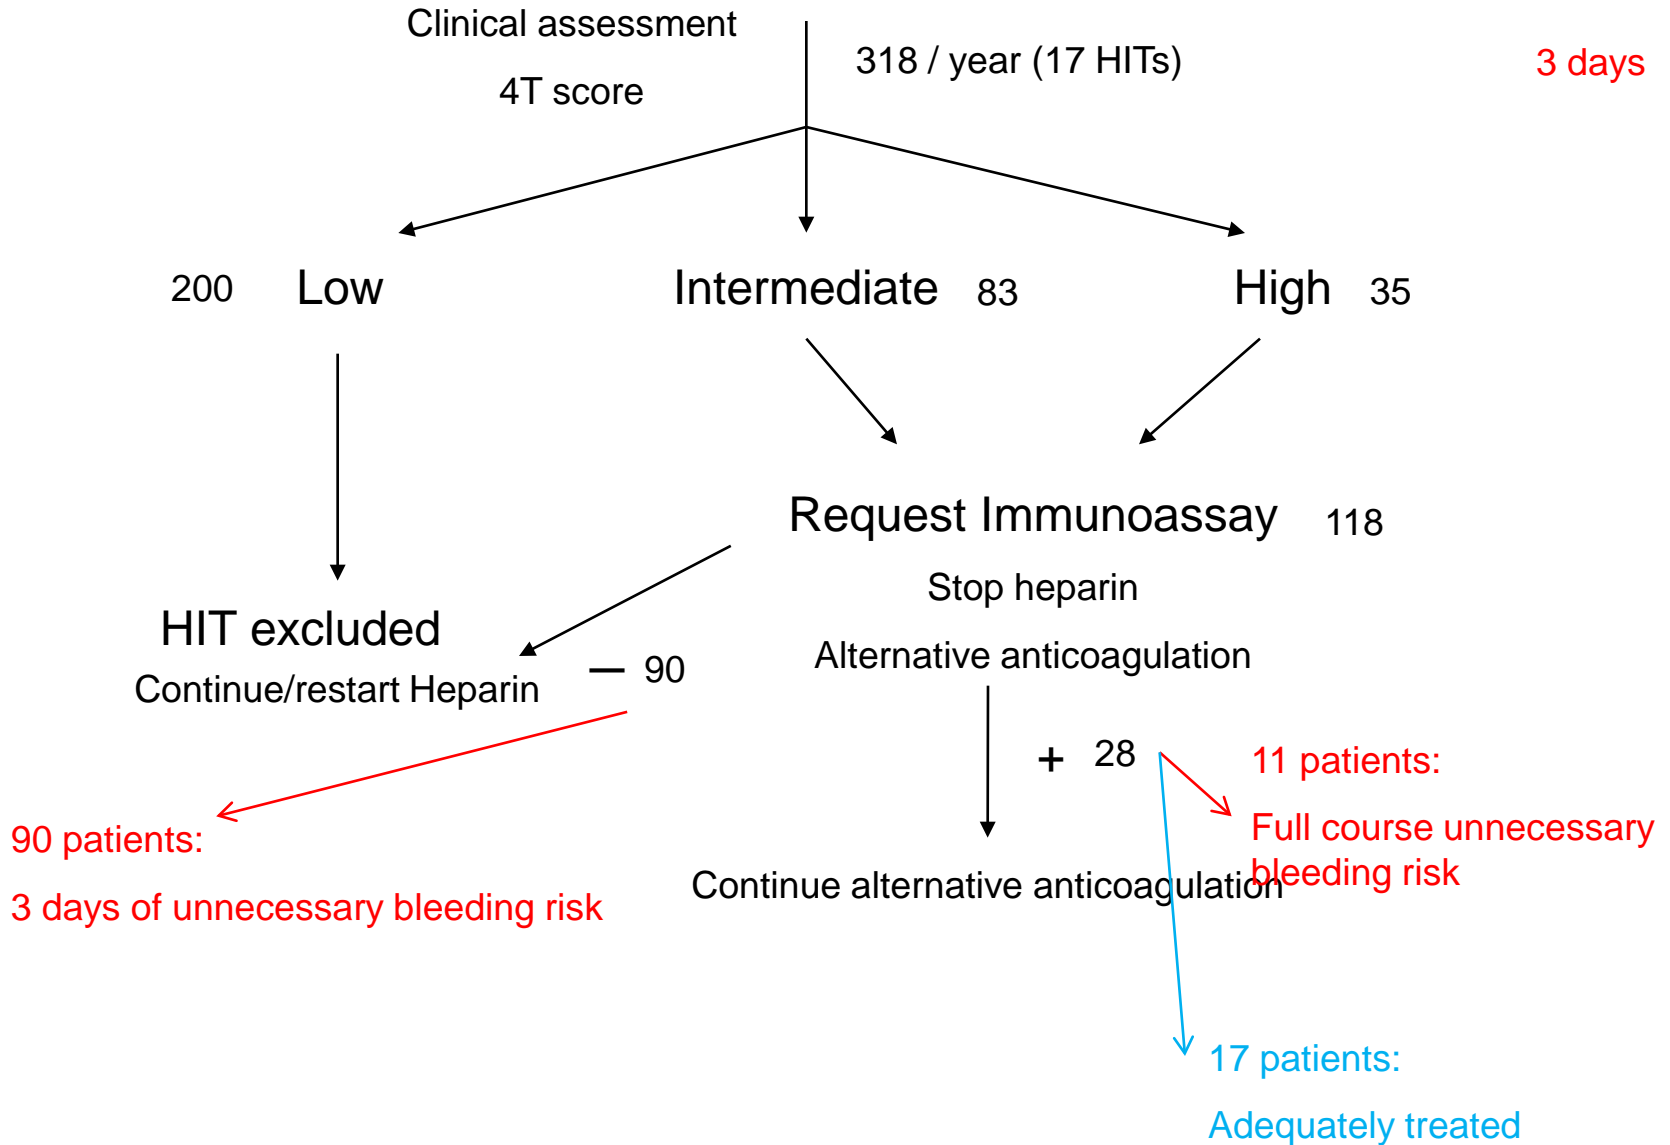 Clinical assessment
4T score
318 / year (17 HITs)
3 days
200 Low
Intermediate 83
High 35
Request Immunoassay 118
Stop heparin
Alternative anticoagulation
HIT excluded
Continue/restart Heparin
– 90
+ 28
11 patients:
Full course unnecessary
bleeding risk
90 patients:
3 days of unnecessary bleeding risk
Continue alternative anticoagulation
17 patients:
Adequately treated